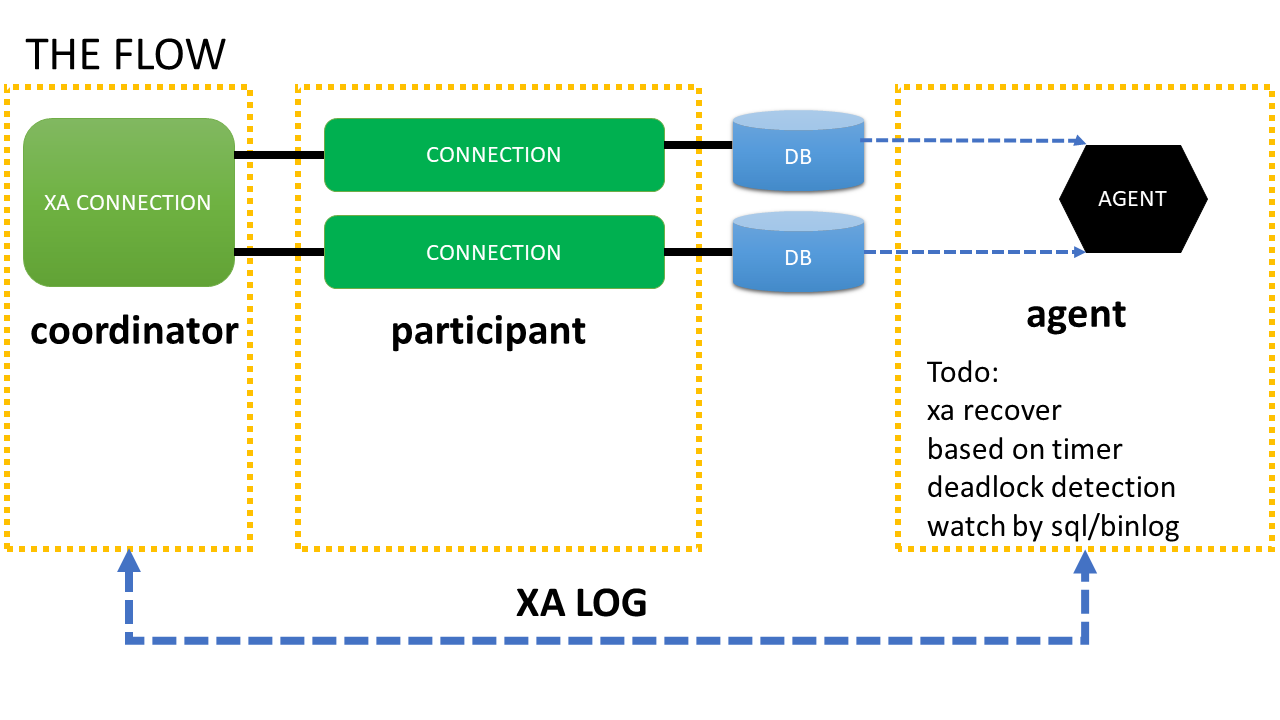 THE FLOW
XA CONNECTION
CONNECTION
CONNECTION
DB
DB
AGENT
coordinator
participant
agent
Todo:
xa recover
based on timer
deadlock detection
watch by sql/binlog
XA LOG